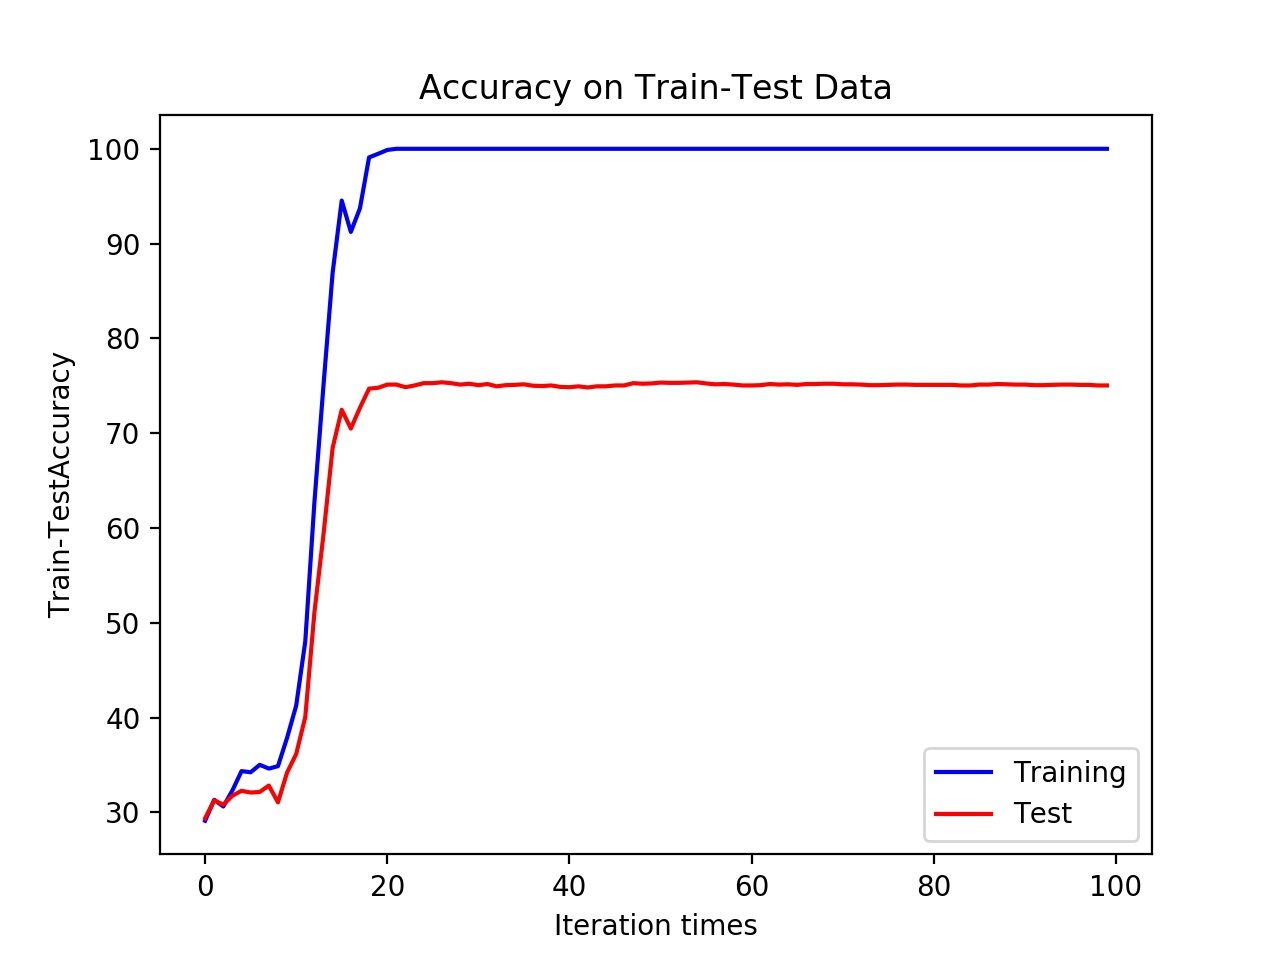 Accuracy on Train-Test Data
Train-TestAccuracy
100
90
80
70
60
50
40
30
Training
Test
0 20 40 60 80 100
Iteration times